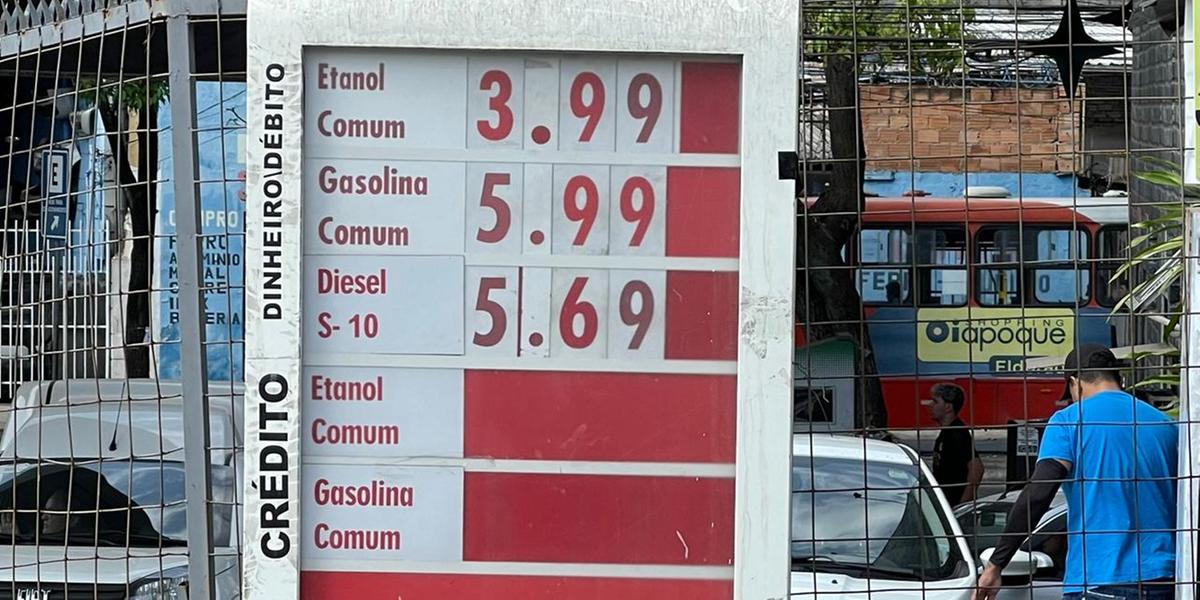 DINHEIRO\DÉBITO
Etanol
Comum
3.99
Gasolina
Comum
5.99
Diesel
S-10
5.69
CRÉDITO
Etanol
Comum
Gasolina
Comum
E
SHOPPING
Oiapoque